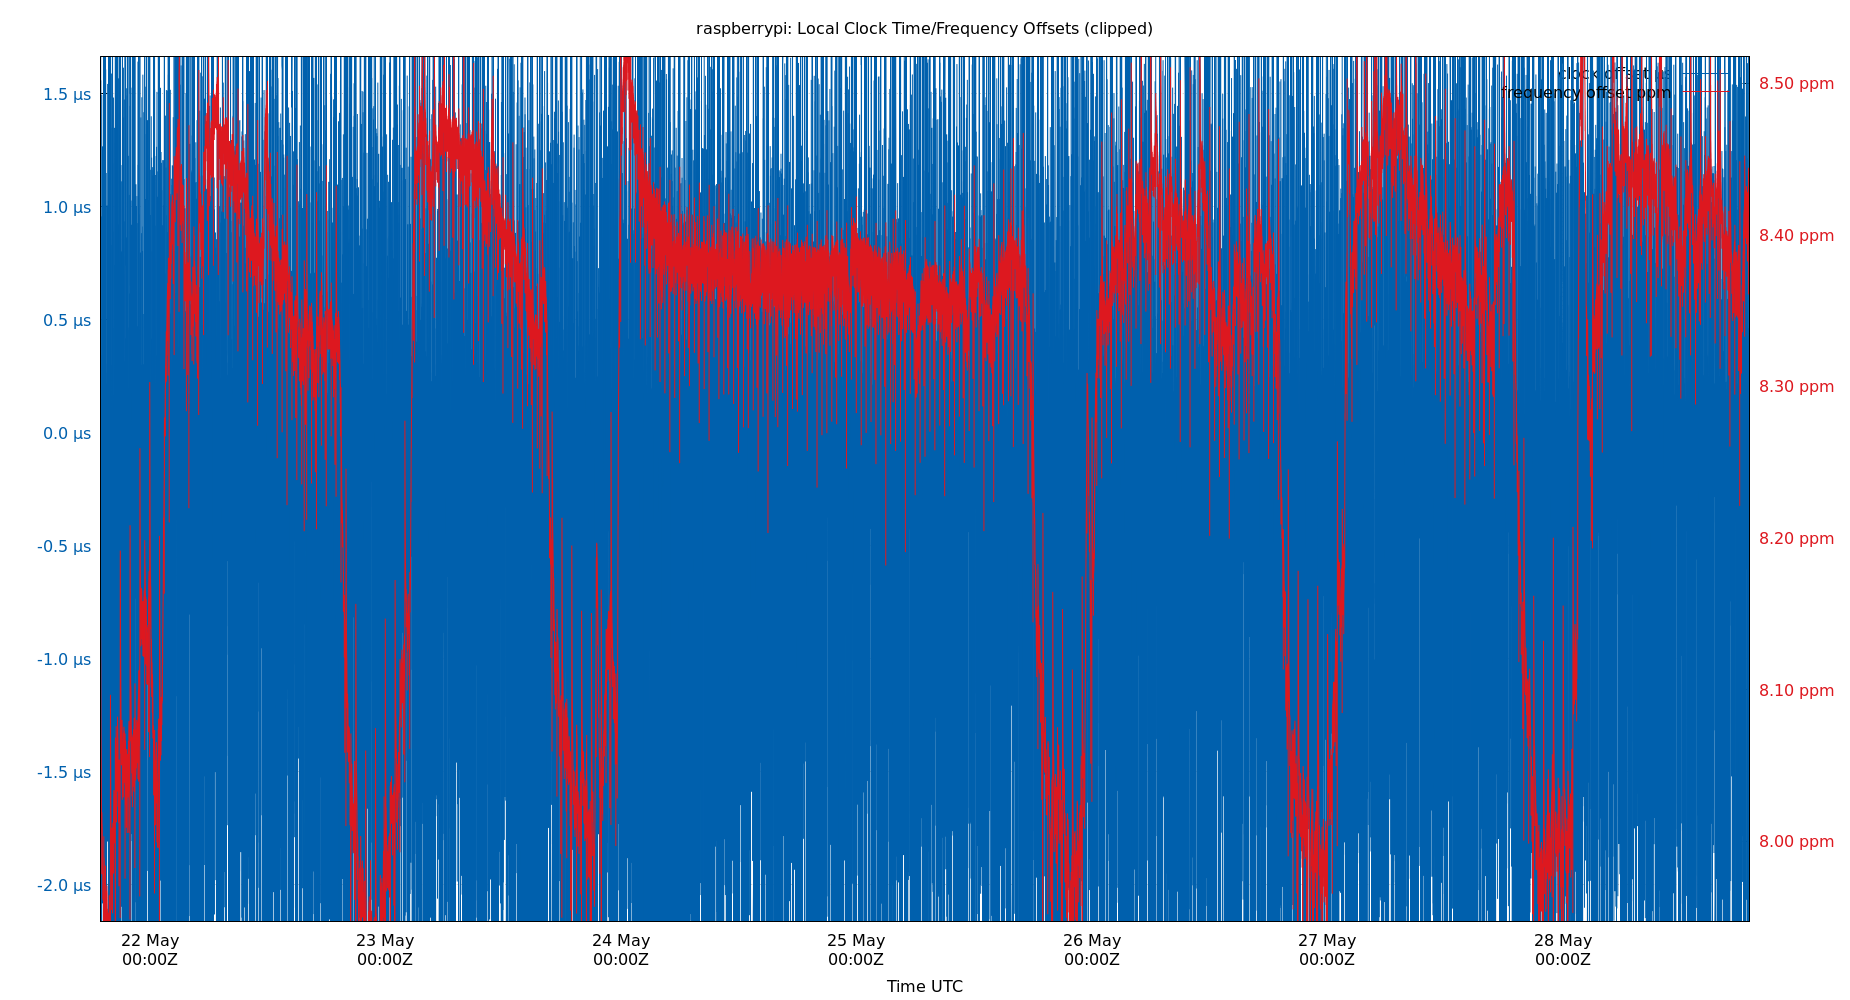 raspberrypi: Local Clock Time/Frequency Offsets (clipped)
clock offset µs
frequency offset ppm
1.5 µs
1.0 µs
0.5 µs
0.0 µs
-0.5 µs
-1.0 µs
-1.5 µs
-2.0 µs
8.50 ppm
8.40 ppm
8.30 ppm
8.20 ppm
8.10 ppm
8.00 ppm
22 May 00:00Z
23 May 00:00Z
24 May 00:00Z
25 May 00:00Z
26 May 00:00Z
27 May 00:00Z
28 May 00:00Z
Time UTC